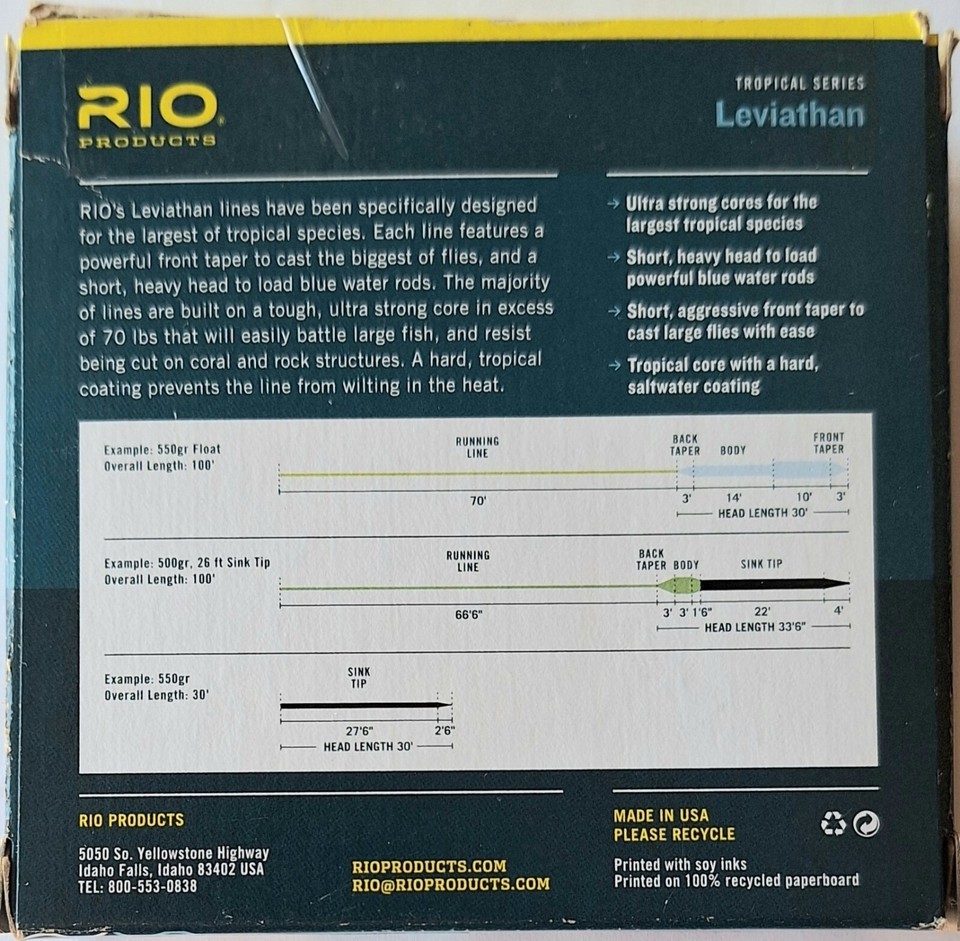 RIO
PRODUCTS
TROPICAL SERIES
Leviathan
RIO's Leviathan lines have been specifically designed
for the largest of tropical species. Each line features a
powerful front taper to cast the biggest of flies, and a
short, heavy head to load blue water rods. The majority
of lines are built on a tough, ultra strong core in excess
of 70 lbs that will easily battle large fish, and resist
being cut on coral and rock structures. A hard, tropical
coating prevents the line from wilting in the heat.
→ Ultra strong cores for the
largest tropical species
→ Short, heavy head to load
powerful blue water rods
→ Short, aggressive front taper to
cast large flies with ease
→ Tropical core with a hard,
saltwater coating
Example: 550gr Float
Overall Length: 100'
RUNNING
LINE
BACK
TAPER
BODY
FRONT
TAPER
70'
3'
14'
10'
3'
HEAD LENGTH 30'
Example: 500gr, 26 ft Sink Tip
Overall Length: 100'
RUNNING
LINE
BACK
TAPER
BODY
SINK TIP
66'6"
3'
3'
1'6"
22'
4'
HEAD LENGTH 33'6"
Example: 550gr
Overall Length: 30'
SINK
TIP
27'6"
2'6"
HEAD LENGTH 30'
RIO PRODUCTS
5050 So. Yellowstone Highway
Idaho Falls, Idaho 83402 USA
TEL: 800-553-0838
RIOPRODUCTS.COM
RIO@RIOPRODUCTS.COM
MADE IN USA
PLEASE RECYCLE
Printed with soy inks
Printed on 100% recycled paperboard